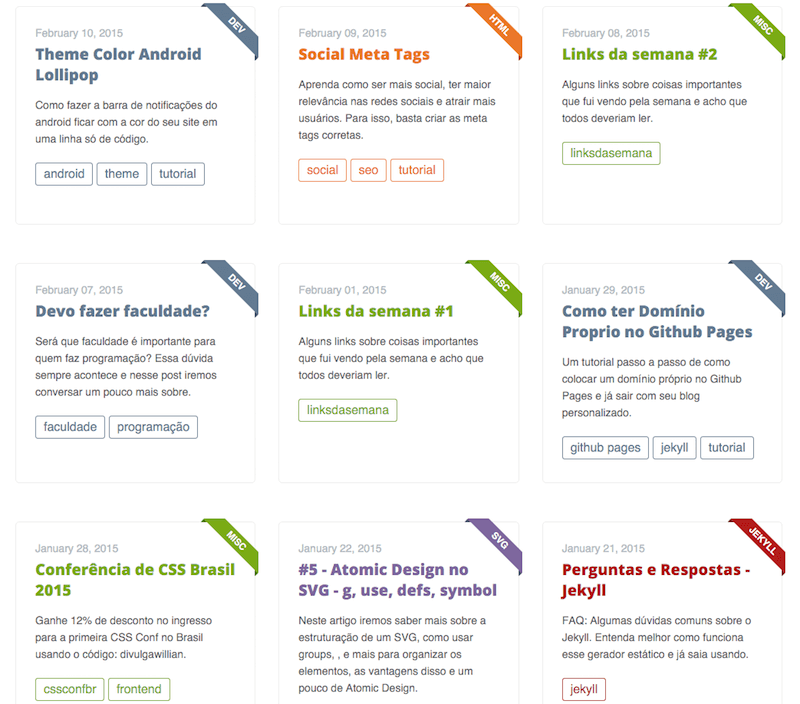 DEV
February 10, 2015
Theme Color Android
Lollipop
Como fazer a barra de notificações do
android ficar com a cor do seu site em
uma linha só de código.
android theme tutorial
HTML
February 09, 2015
Social Meta Tags
Aprenda como ser mais social, ter maior
relevância nas redes sociais e atrair mais
usuários. Para isso, basta criar as meta
tags corretas.
social seo tutorial
MISC
February 08, 2015
Links da semana #2
Alguns links sobre coisas importantes
que fui vendo pela semana e acho que
todos deveriam ler.
linksdasemana
DEV
February 07, 2015
Devo fazer faculdade?
Será que faculdade é importante para
quem faz programação? Essa dúvida
sempre acontece e nesse post iremos
conversar um pouco mais sobre.
faculdade programação
MISC
February 01, 2015
Links da semana #1
Alguns links sobre coisas importantes
que fui vendo pela semana e acho que
todos deveriam ler.
linksdasemana
DEV
January 29, 2015
Como ter Domínio
Proprio no Github Pages
Um tutorial passo a passo de como
colocar um domínio próprio no Github
Pages e já sair com seu blog
personalizado.
github pages jekyll tutorial
MISC
January 28, 2015
Conferência de CSS Brasil
2015
Ganhe 12% de desconto no ingresso
para a primeira CSS Conf no Brasil
usando o código: divulgawillian.
cssconfbr frontend
SVG
January 22, 2015
#5 - Atomic Design no
SVG - g, use, defs, symbol
Neste artigo iremos saber mais sobre a
estruturação de um SVG, como usar
groups, , e mais para organizar os
elementos, as vantagens disso e um
pouco de Atomic Design.
JEKYLL
January 21, 2015
Perguntas e Respostas -
Jekyll
FAQ: Algumas dúvidas comuns sobre o
Jekyll. Entenda melhor como funciona
esse gerador estático e já saia usando.
jekyll